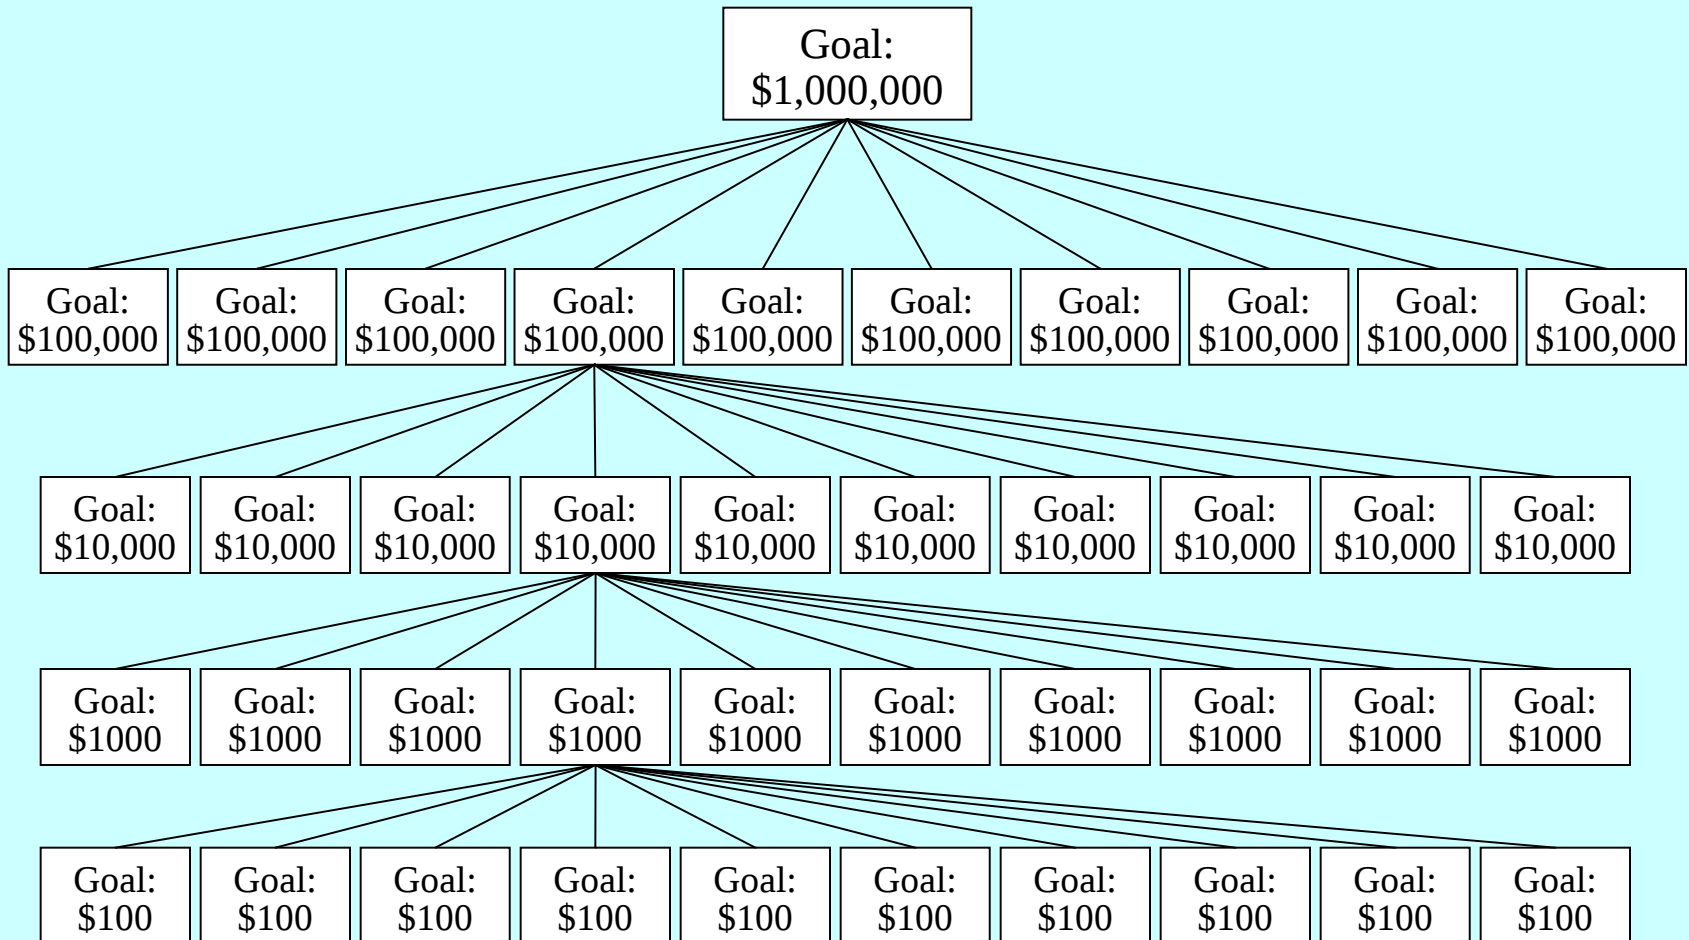 Goal:
$1,000,000
Goal: Goal: Goal: Goal: Goal: Goal: Goal: Goal: Goal: Goal:
$100,000 $100,000 $100,000 $100,000 $100,000 $100,000 $100,000 $100,000 $100,000 $100,000
Goal: Goal: Goal: Goal: Goal: Goal: Goal: Goal: Goal: Goal:
$10,000 $10,000 $10,000 $10,000 $10,000 $10,000 $10,000 $10,000 $10,000 $10,000
Goal: Goal: Goal: Goal: Goal: Goal: Goal: Goal: Goal: Goal:
$1000 $1000 $1000 $1000 $1000 $1000 $1000 $1000 $1000 $1000
Goal: Goal: Goal: Goal: Goal: Goal: Goal: Goal: Goal: Goal:
$100 $100 $100 $100 $100 $100 $100 $100 $100 $100